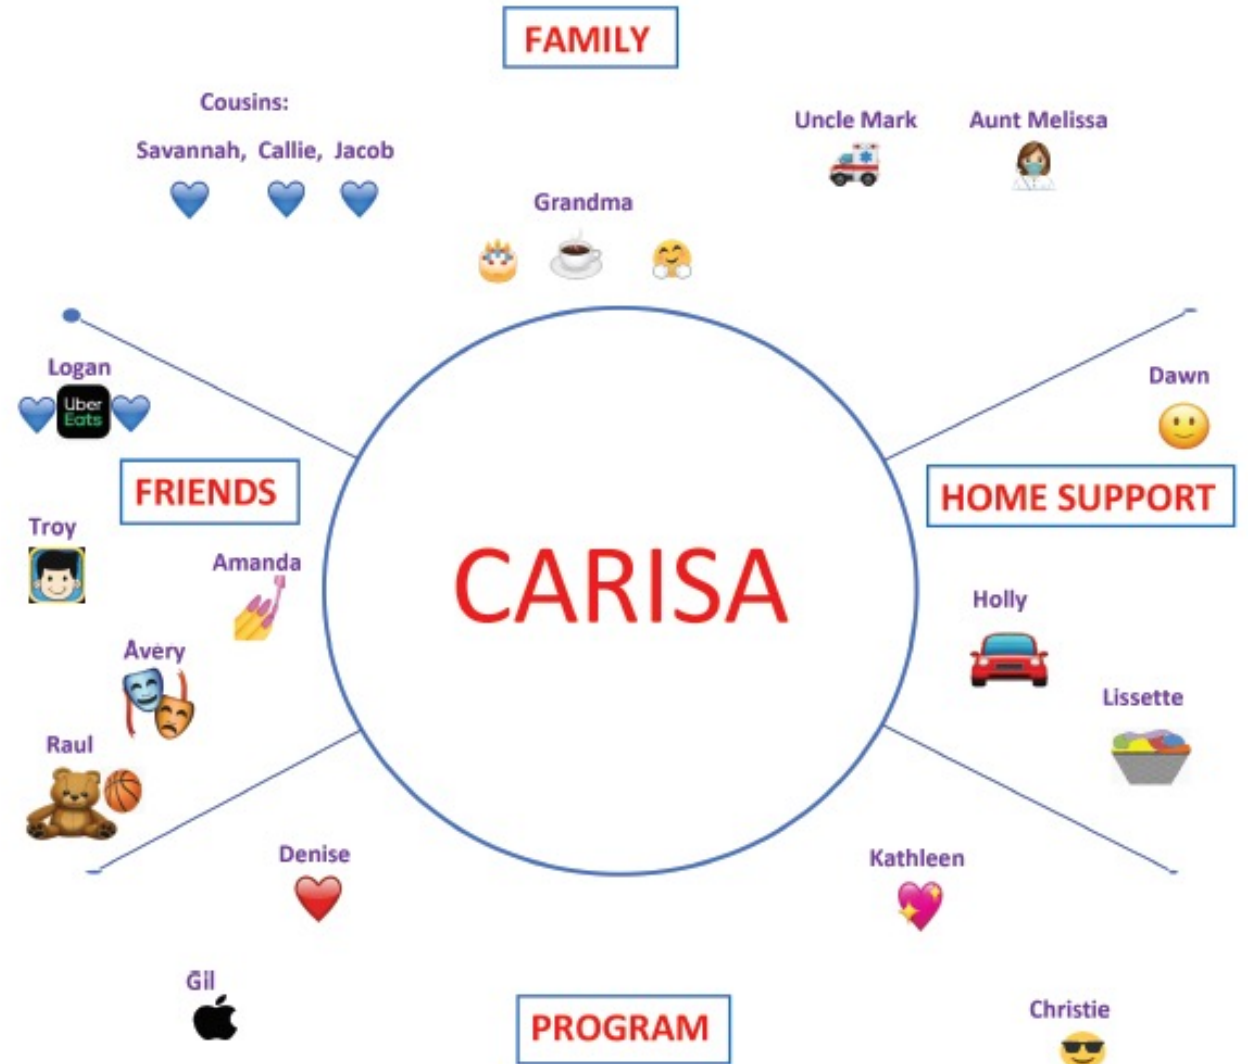 FAMILY
Cousins:
Savannah, Callie, Jacob
Uncle Mark
Aunt Melissa
Grandma
Logan
Uber
Eats
FRIENDS
Troy
Amanda
Avery
Raul
CARISA
Dawn
HOME SUPPORT
Holly
Lissette
Denise
Gil
Kathleen
Christie
PROGRAM